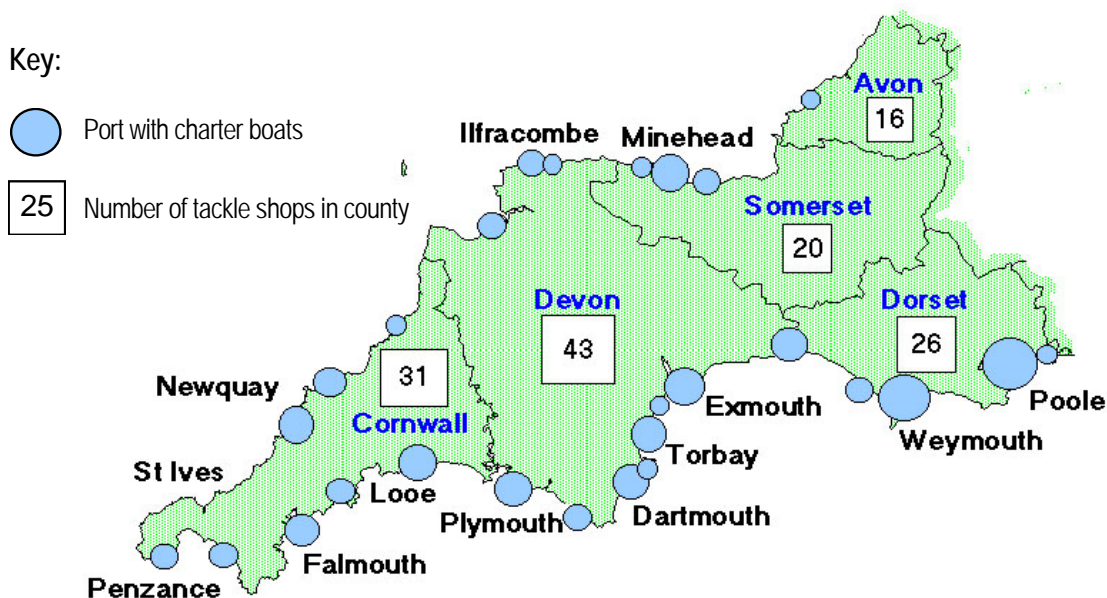 Key:
Port with charter boats
25
Number of tackle shops in county
Avon
16
Ilfracombe
Minehead
Somerset
20
Devon
43
Dorset
26
Newquay
31
Cornwall
Exmouth
Poole
Weymouth
Torbay
St Ives
Looe
Plymouth
Dartmouth
Falmouth
Penzance